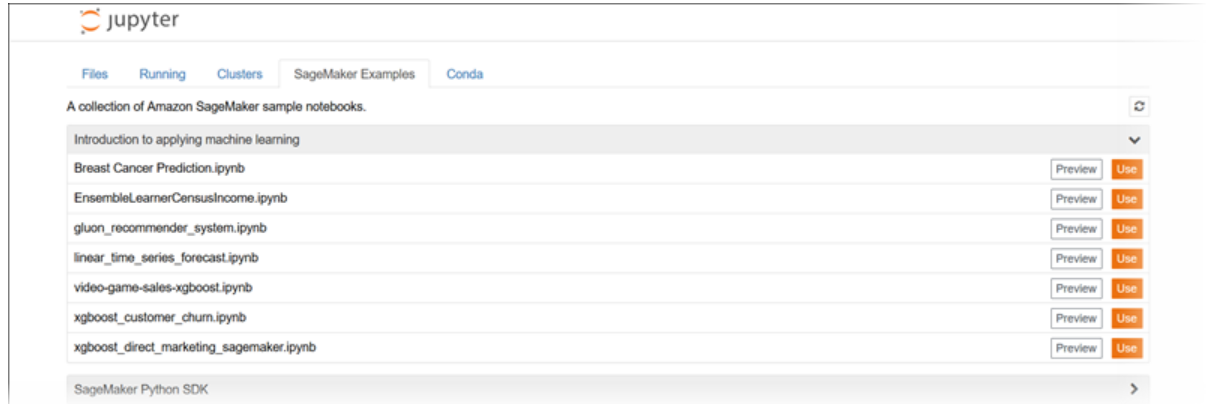 jupyter
Files Running Clusters SageMaker Examples Conda
A collection of Amazon SageMaker sample notebooks.
Introduction to applying machine learning
Breast Cancer Prediction.ipynb Preview Use
EnsembleLearnerCensusIncome.ipynb Preview Use
gluon_recommender_system.ipynb Preview Use
linear_time_series_forecast.ipynb Preview Use
video-game-sales-xgboost.ipynb Preview Use
xgboost_customer_churn.ipynb Preview Use
xgboost_direct_marketing_sagemaker.ipynb Preview Use
SageMaker Python SDK